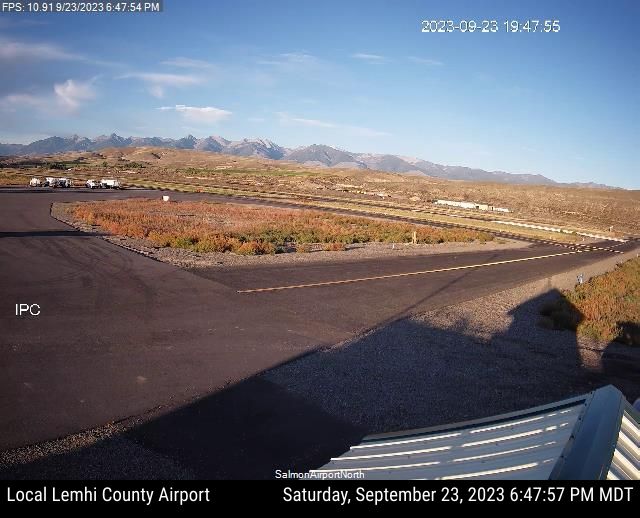 FPS: 10.91 9/23/2023 6:47:54 PM
2023-09-23 19:47:55
IPC
SalmonAirportNorth
Local Lemhi County Airport
Saturday, September 23, 2023 6:47:57 PM MDT